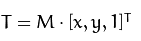 T = M · [x, y, 1]ᵀ